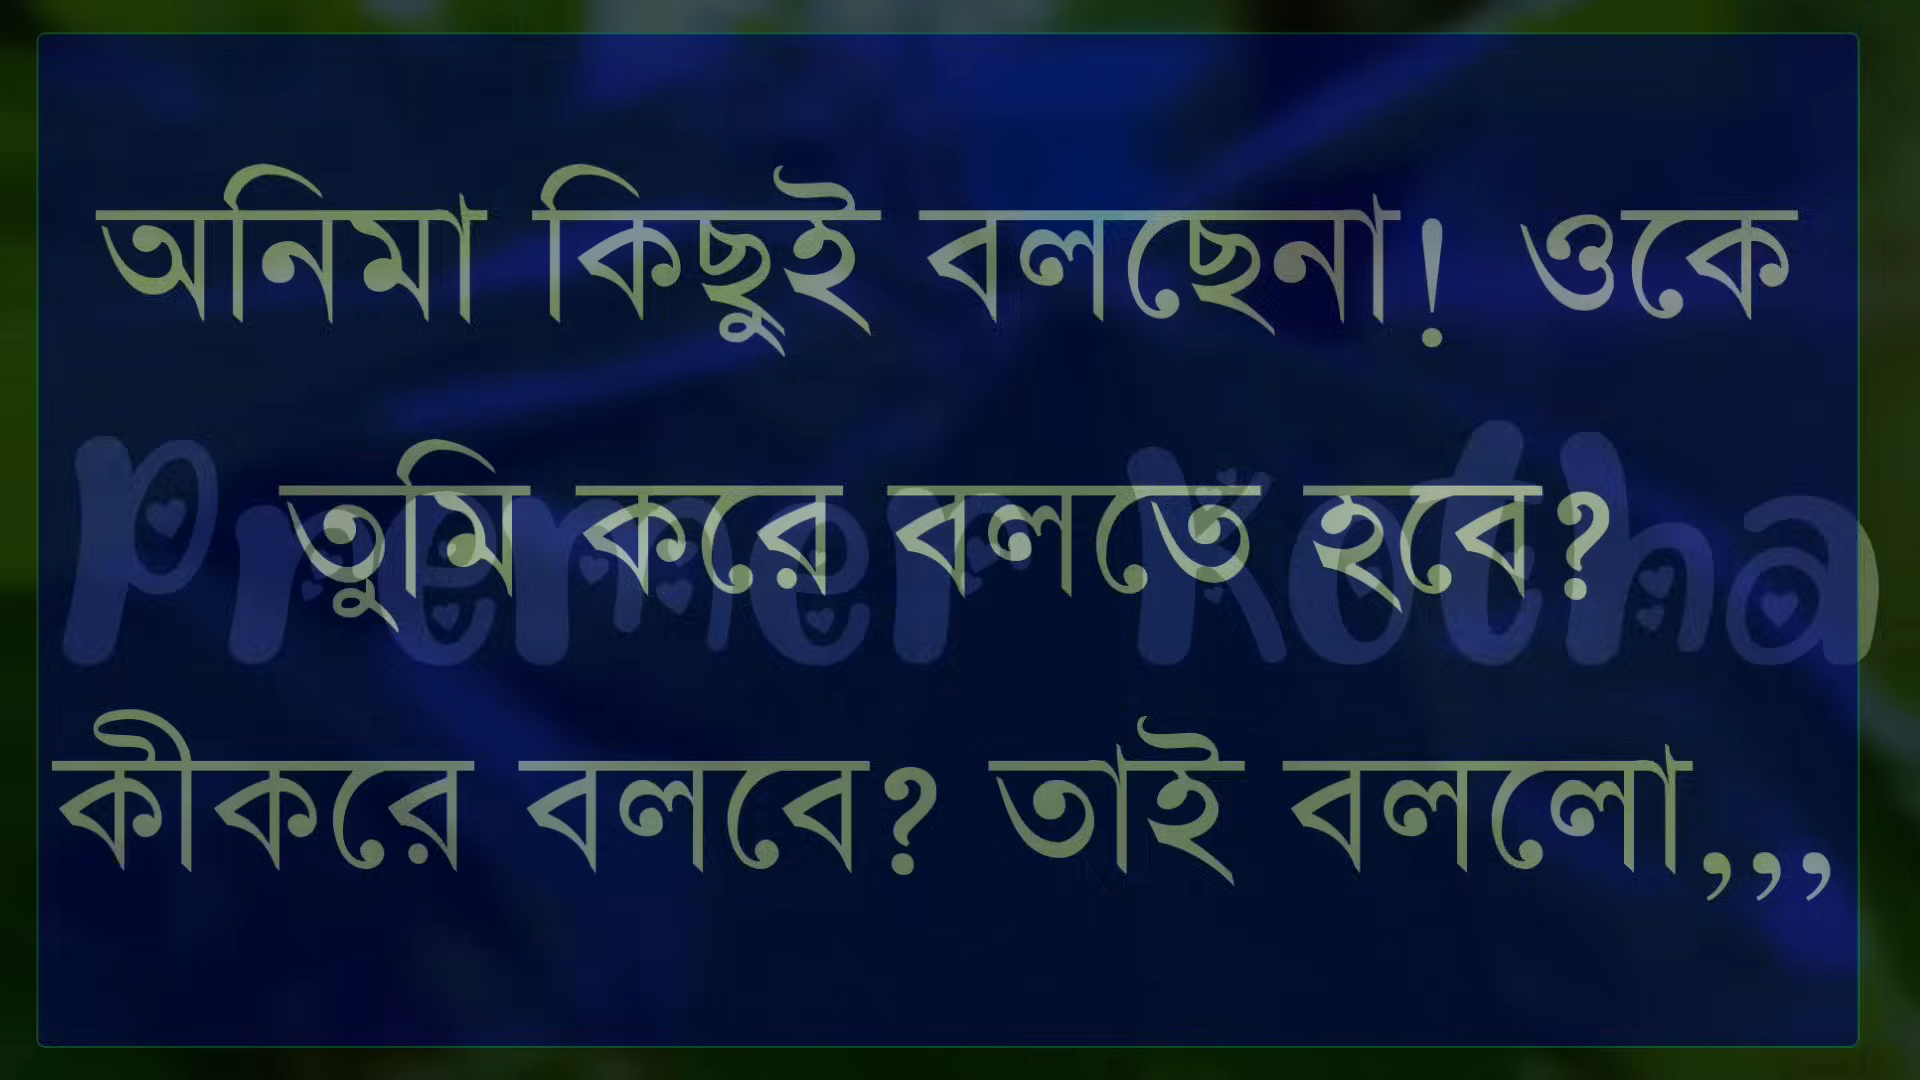 অনিমা কিছুই বলছেনা! ওকে
তুমি করে বলতে হবে?
Premer Kotha
কীকরে বলবে? তাই বললো,,,